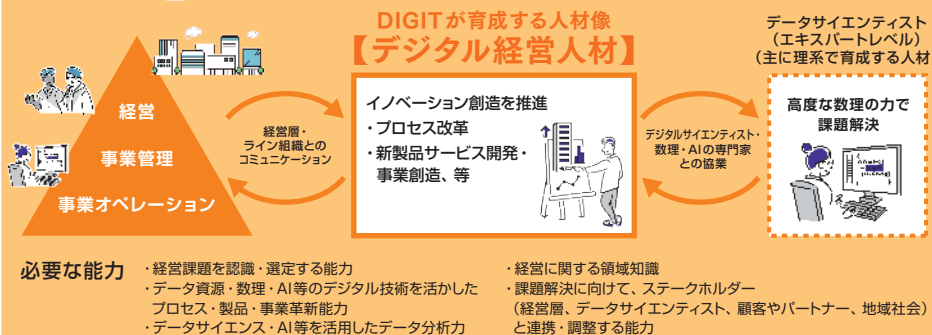 DIGITが育成する人材像
【デジタル経営人材】
データサイエンティスト
（エキスパートレベル）
（主に理系で育成する人材
経営
事業管理
事業オペレーション
経営層・
ライン組織との
コミュニケーション
イノベーション創造を推進
・プロセス改革
・新製品サービス開発・
事業創造、等
デジタルサイエンティスト・
数理・AIの専門家
との協業
高度な数理の力で
課題解決
必要な能力
・経営課題を認識・選定する能力
・データ資源・数理・AI等のデジタル技術を活かした
プロセス・製品・事業革新能力
・データサイエンス・AI等を活用したデータ分析力
・経営に関する領域知識
・課題解決に向けて、ステークホルダー
（経営層、データサイエンティスト、顧客やパートナー、地域社会）
と連携・調整する能力